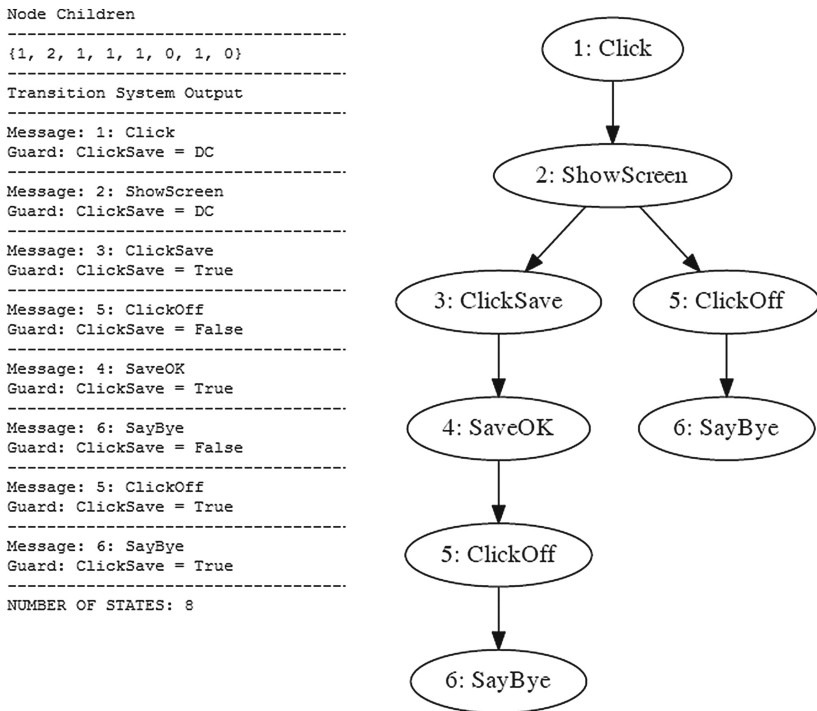 Node Children
{1, 2, 1, 1, 1, 0, 1, 0}
Transition System Output
Message: 1: Click
Guard: ClickSave = DC
Message: 2: ShowScreen
Guard: ClickSave = DC
Message: 3: ClickSave
Guard: ClickSave = True
Message: 5: ClickOff
Guard: ClickSave = False
Message: 4: SaveOK
Guard: ClickSave = True
Message: 6: SayBye
Guard: ClickSave = False
Message: 5: ClickOff
Guard: ClickSave = True
Message: 6: SayBye
Guard: ClickSave = True
NUMBER OF STATES: 8
1: Click
2: ShowScreen
3: ClickSave
5: ClickOff
4: SaveOK
6: SayBye
5: ClickOff
6: SayBye